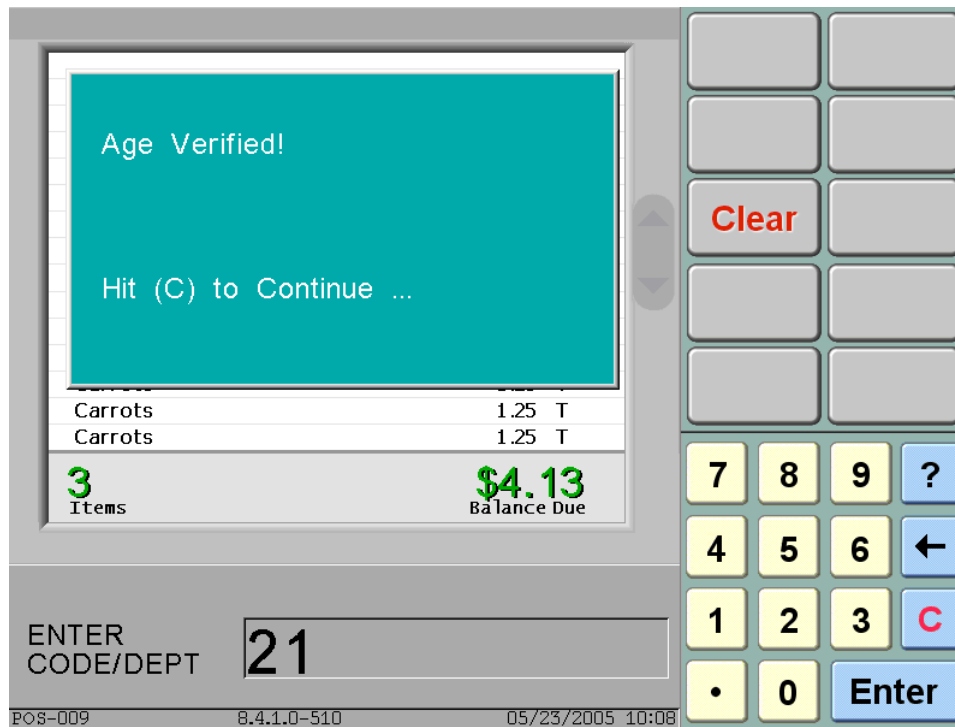 Age Verified!
Hit (C) to Continue ...
Carrots 1.25 T
Carrots 1.25 T
3 $4.13
Items Balance Due
ENTER
CODE/DEPT 21
POS-009 8.4.1.0-510 05/23/2005 10:08
Clear
7 8 9 ?
4 5 6 ←
1 2 3 C
• 0 Enter